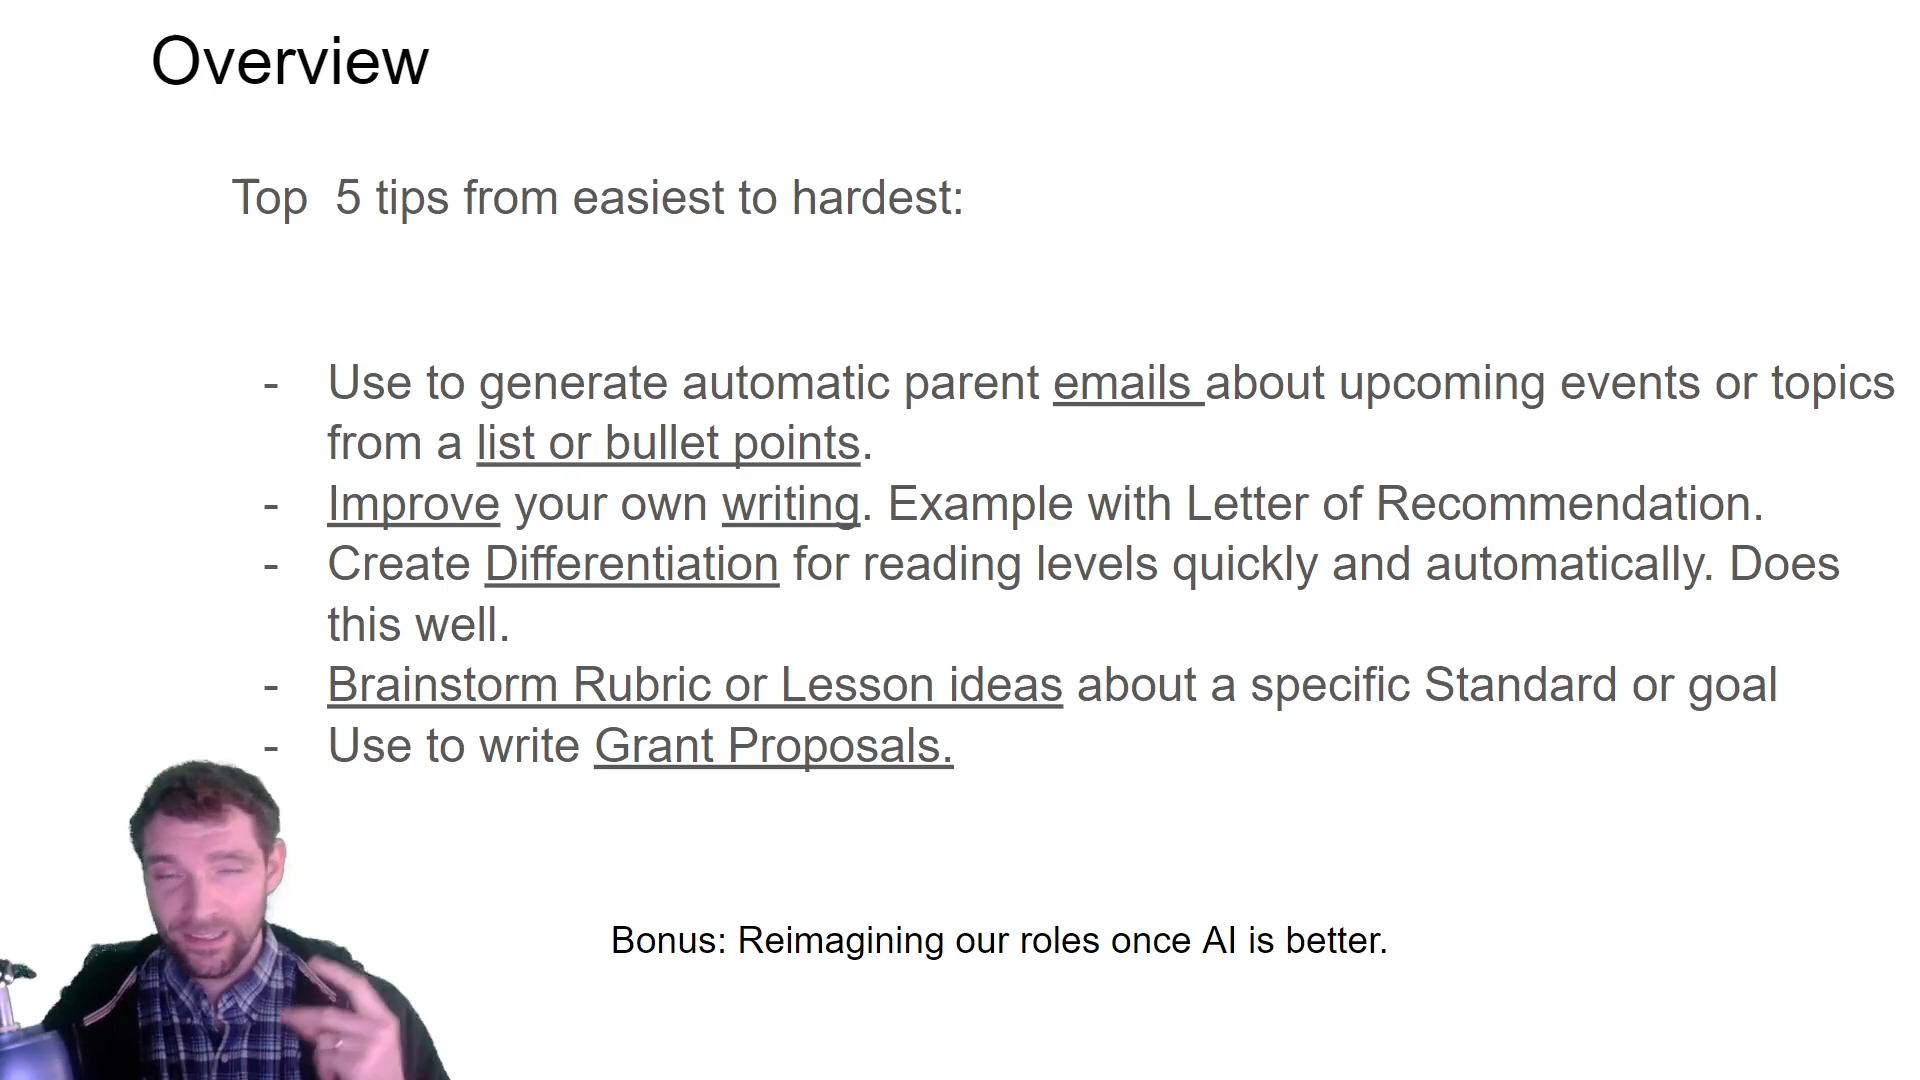 Overview
Top  5 tips from easiest to hardest:
- Use to generate automatic parent emails about upcoming events or topics
from a list or bullet points.
- Improve your own writing. Example with Letter of Recommendation.
- Create Differentiation for reading levels quickly and automatically. Does
this well.
- Brainstorm Rubric or Lesson ideas about a specific Standard or goal
- Use to write Grant Proposals.
Bonus: Reimagining our roles once AI is better.